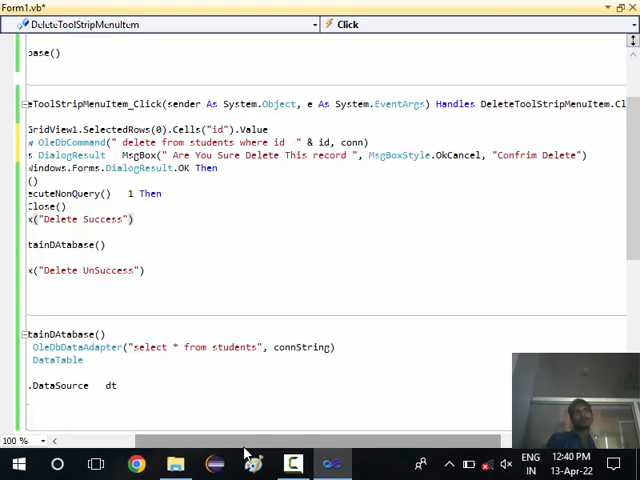 Form1.vb*
DeleteToolStripMenuItem
Click
base()
eToolStripMenuItem_Click(sender As System.Object, e As System.EventArgs) Handles DeleteToolStripMenuItem.Cl
GridView1.SelectedRows(0).Cells("id").Value
w OleDbCommand(" delete from students where id " & id, conn)
s DialogResult MsgBox(" Are You Sure Delete This record ", MsgBoxStyle.OkCancel, "Confrim Delete")
Windows.Forms.DialogResult.OK Then
()
ecuteNonQuery() 1 Then
Close()
x("Delete Success")
tainDAtabase()
x("Delete UnSuccess")
tainDAtabase()
OleDbDataAdapter("select * from students", connString)
DataTable
.DataSource dt
100 %
ENG
IN
12:40 PM
13-Apr-22